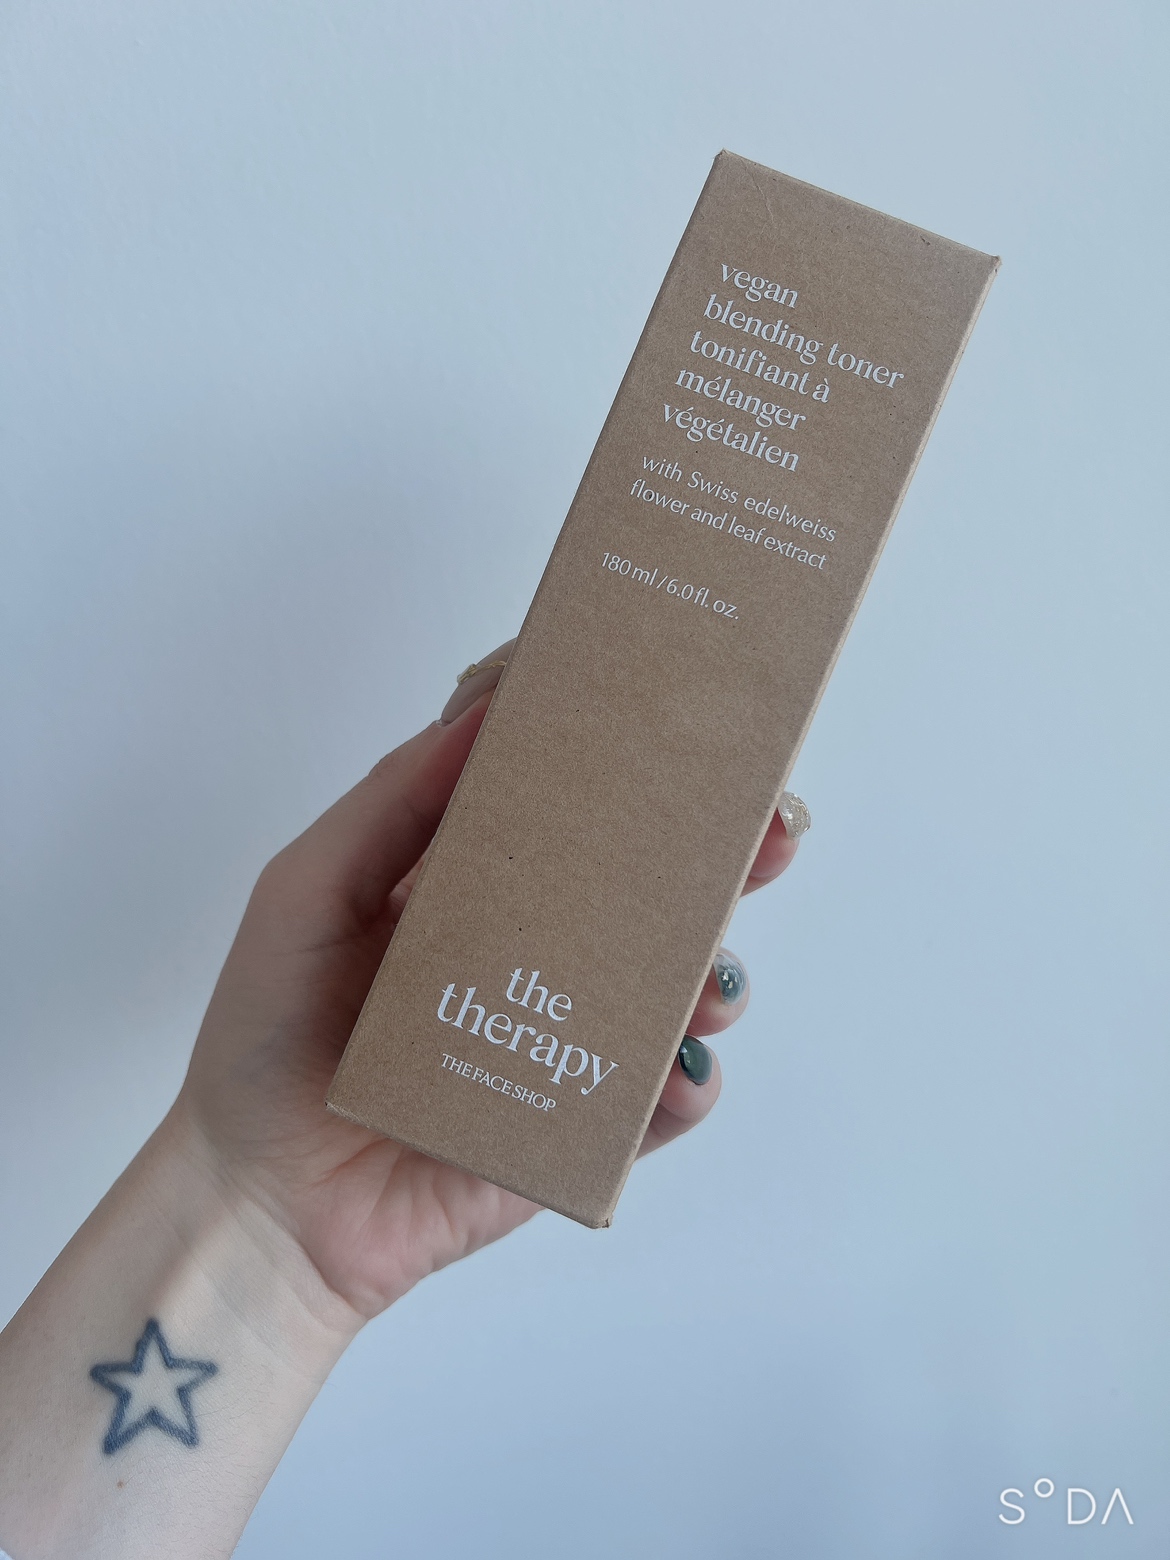 vegan
blending toner
tonifiant à
mélanger
végétalien
with Swiss edelweiss
flower and leaf extract
180 ml / 6.0 fl. oz.
the
therapy
THE FACE SHOP
SODA